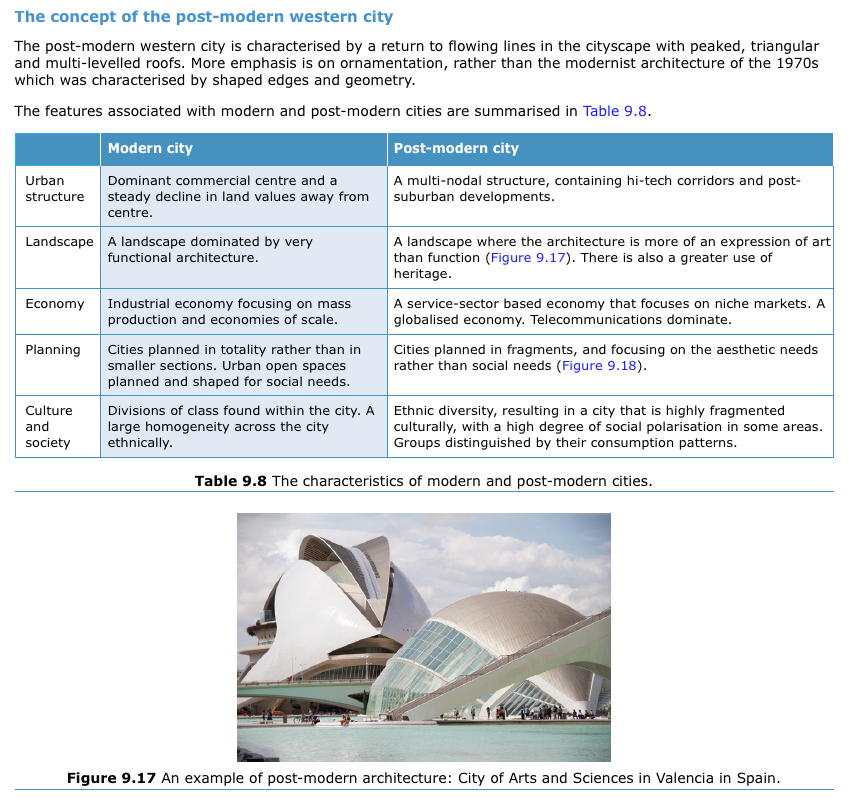 The concept of the post-modern western city
The post-modern western city is characterised by a return to flowing lines in the cityscape with peaked, triangular
and multi-levelled roofs. More emphasis is on ornamentation, rather than the modernist architecture of the 1970s
which was characterised by shaped edges and geometry.
The features associated with modern and post-modern cities are summarised in Table 9.8.
Modern city
Post-modern city
Urban
structure
Dominant commercial centre and a
steady decline in land values away from
centre.
A multi-nodal structure, containing hi-tech corridors and post-
suburban developments.
Landscape
A landscape dominated by very
functional architecture.
A landscape where the architecture is more of an expression of art
than function (Figure 9.17). There is also a greater use of
heritage.
Economy
Industrial economy focusing on mass
production and economies of scale.
A service-sector based economy that focuses on niche markets. A
globalised economy. Telecommunications dominate.
Planning
Cities planned in totality rather than in
smaller sections. Urban open spaces
planned and shaped for social needs.
Cities planned in fragments, and focusing on the aesthetic needs
rather than social needs (Figure 9.18).
Culture
and
society
Divisions of class found within the city. A
large homogeneity across the city
ethnically.
Ethnic diversity, resulting in a city that is highly fragmented
culturally, with a high degree of social polarisation in some areas.
Groups distinguished by their consumption patterns.
Table 9.8 The characteristics of modern and post-modern cities.
Figure 9.17 An example of post-modern architecture: City of Arts and Sciences in Valencia in Spain.